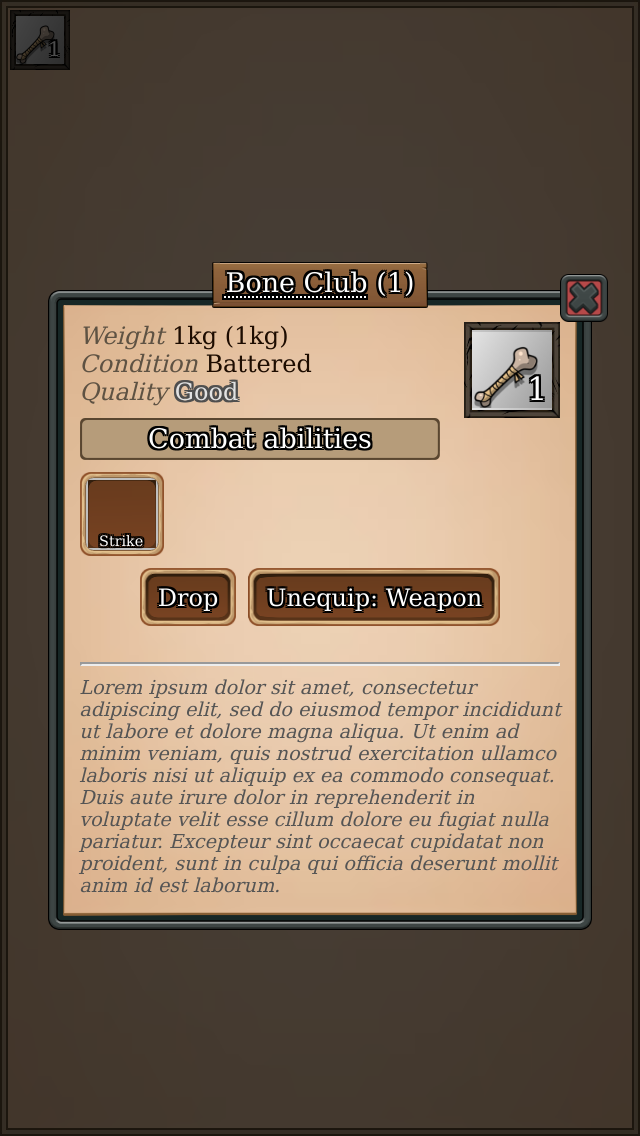 1
Bone Club (1)
Weight 1kg (1kg)
Condition Battered
Quality Good
1
Combat abilities
Strike
Drop
Unequip: Weapon
Lorem ipsum dolor sit amet, consectetur
adipiscing elit, sed do eiusmod tempor incididunt
ut labore et dolore magna aliqua. Ut enim ad
minim veniam, quis nostrud exercitation ullamco
laboris nisi ut aliquip ex ea commodo consequat.
Duis aute irure dolor in reprehenderit in
voluptate velit esse cillum dolore eu fugiat nulla
pariatur. Excepteur sint occaecat cupidatat non
proident, sunt in culpa qui officia deserunt mollit
anim id est laborum.